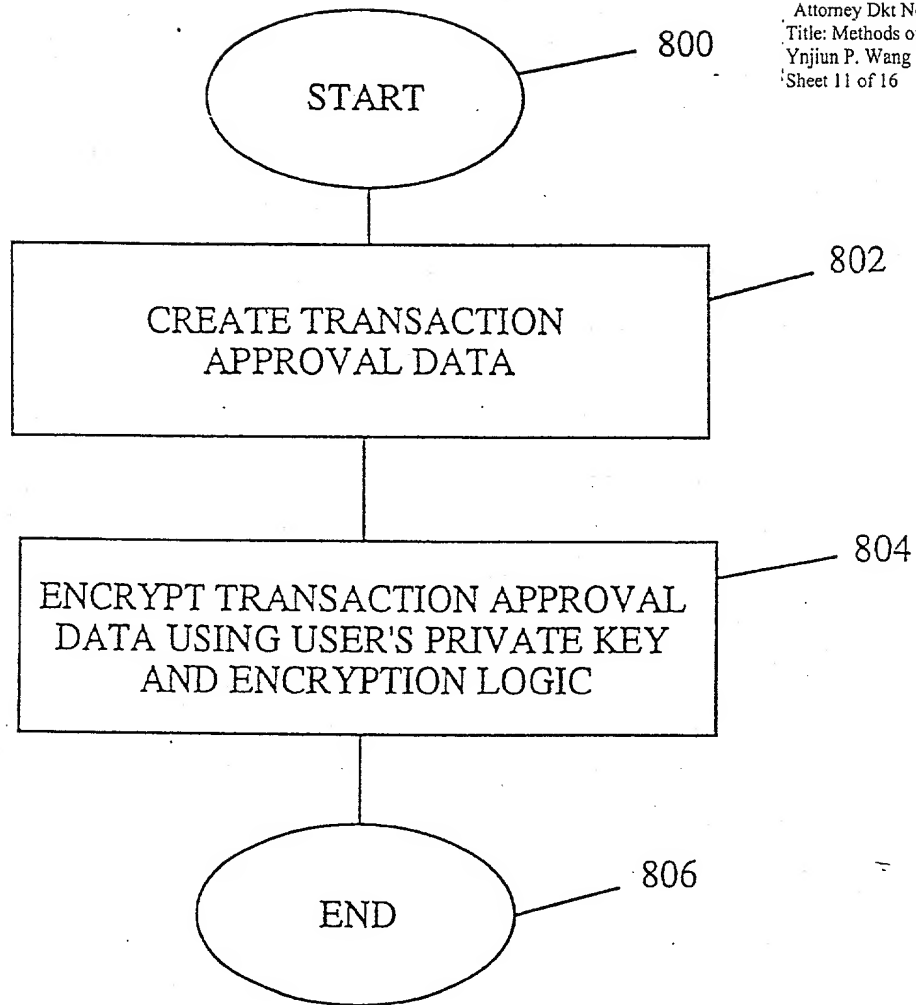 Attorney Dkt N
Title: Methods o
Ynjiun P. Wang
Sheet 11 of 16
800
START
802
CREATE TRANSACTION
APPROVAL DATA
804
ENCRYPT TRANSACTION APPROVAL
DATA USING USER'S PRIVATE KEY
AND ENCRYPTION LOGIC
806
END